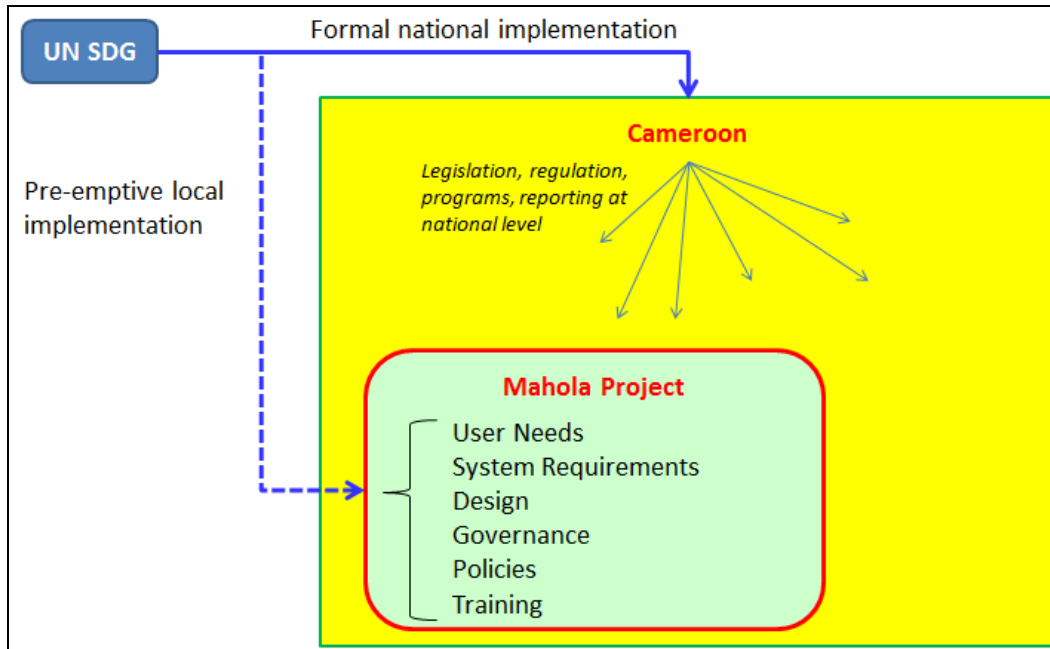 Formal national implementation
UN SDG
Cameroon
Legislation, regulation,
programs, reporting at
national level
Pre-emptive local
implementation
Mahola Project
User Needs
System Requirements
Design
Governance
Policies
Training